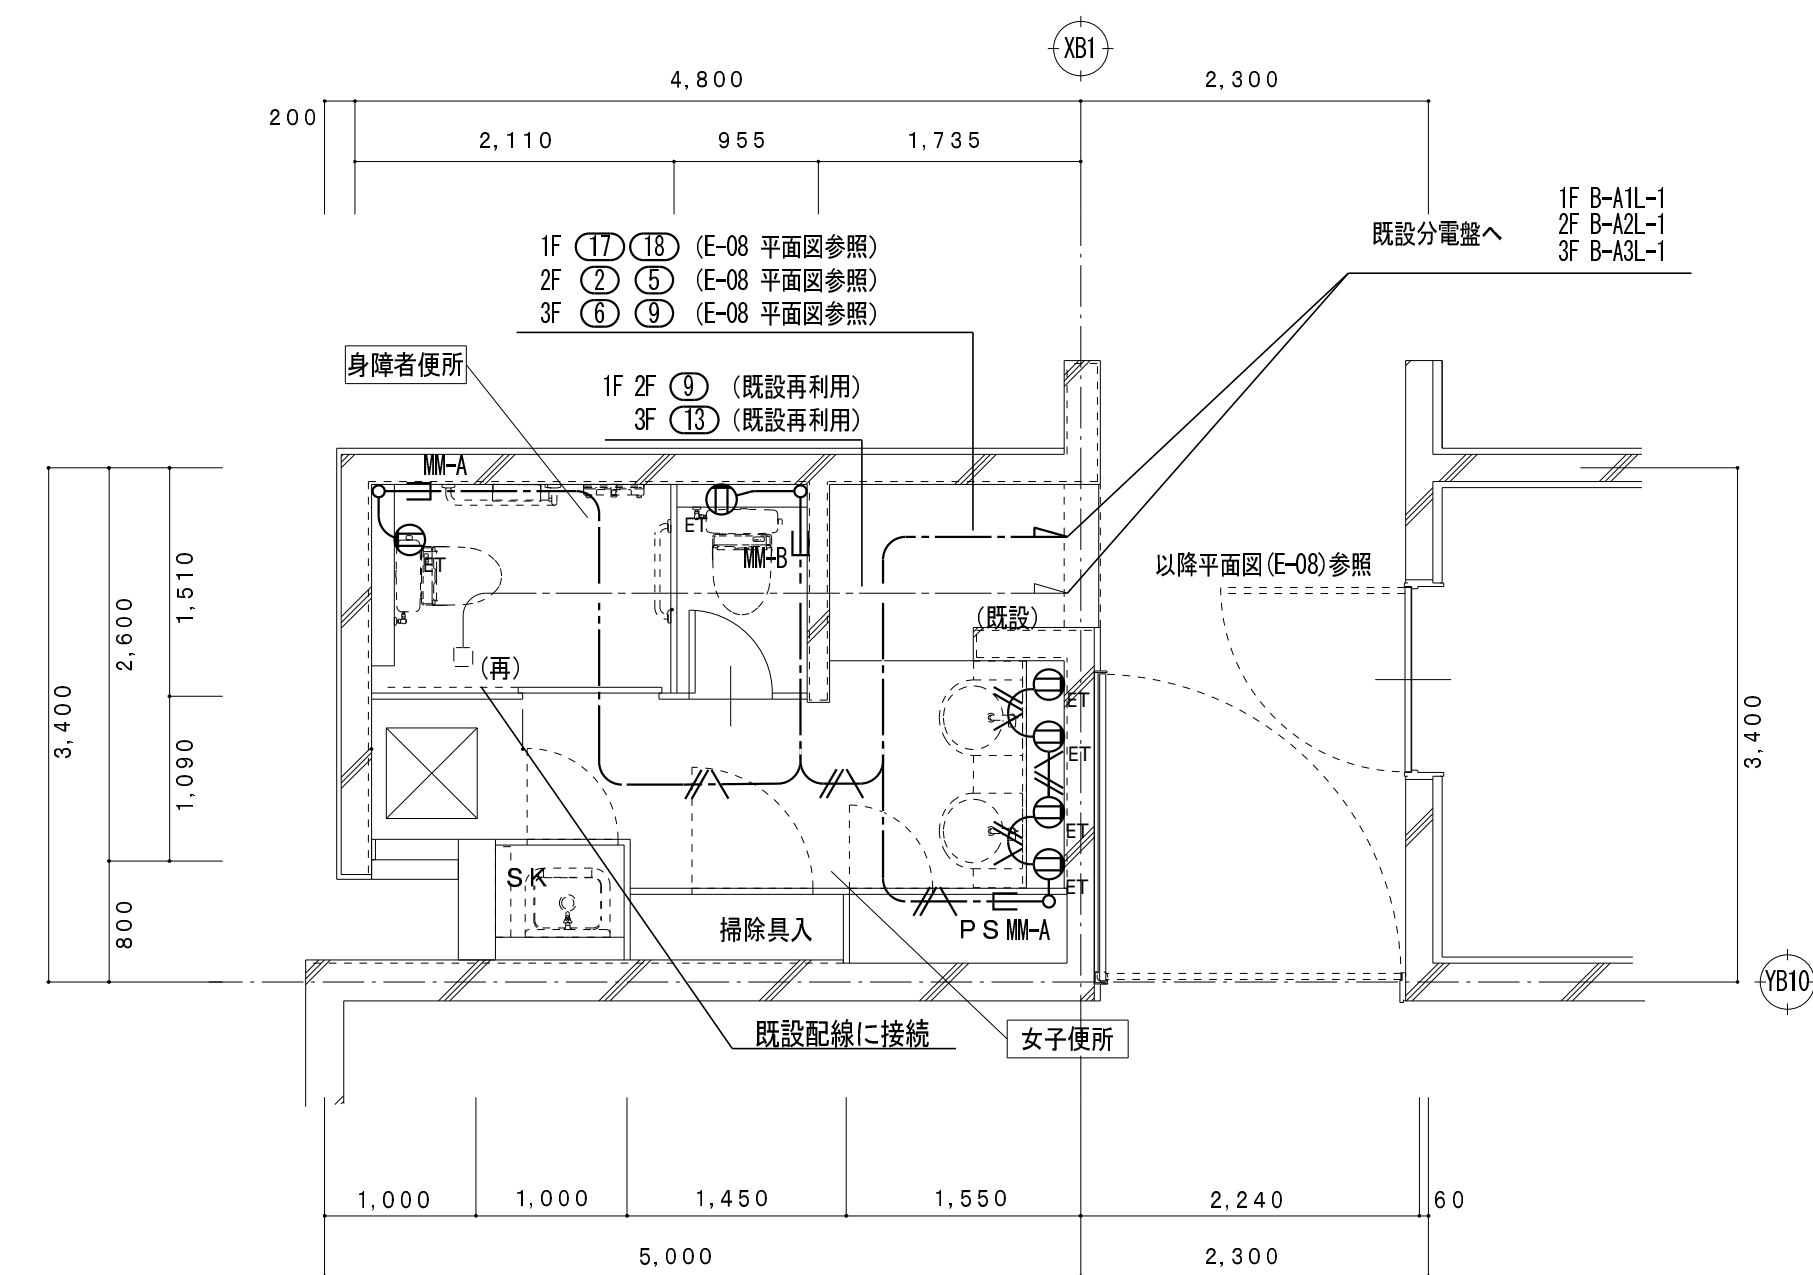 XB1
4,800
2,300
200
2,110
955
1,735
1F B-A1L-1
2F B-A2L-1
3F B-A3L-1
既設分電盤へ
1F 17 18 (E-08 平面図参照)
2F 2 5 (E-08 平面図参照)
3F 6 9 (E-08 平面図参照)
身障者便所
1F 2F 9 (既設再利用)
3F 13 (既設再利用)
MM-A
ET
ET
MM-B
以降平面図(E-08)参照
(既設)
(再)
ET
ET
ET
ET
3,400
2,600
1,510
1,090
800
3,400
SK
掃除具入
PS MM-A
YB10
既設配線に接続
女子便所
1,000
1,000
1,450
1,550
2,240
60
5,000
2,300